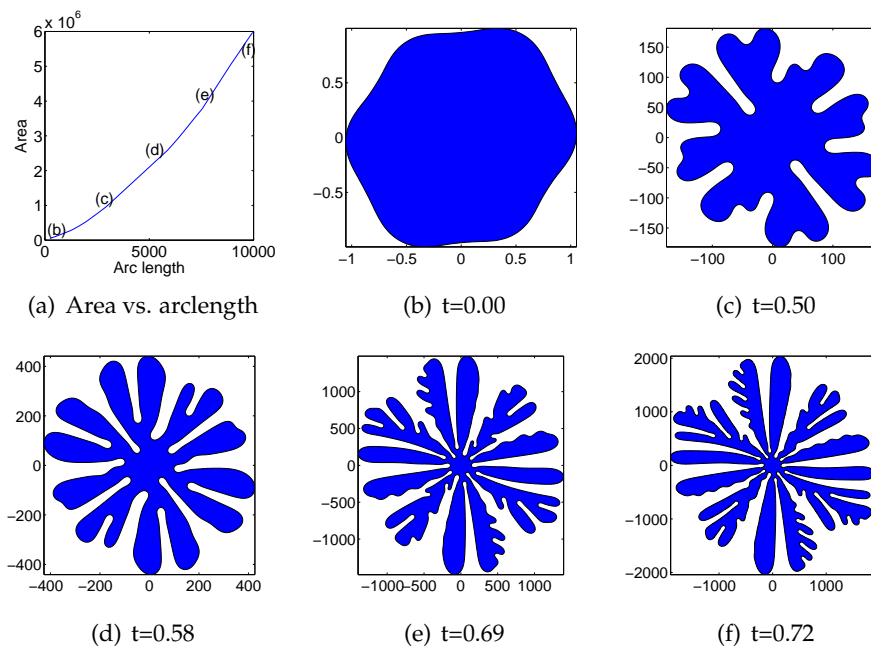 6 x 10⁶
5
4
3
2
1
0
Area
0 5000 10000
Arc length
(b)
(c)
(d)
(e)
(f)
(a) Area vs. arclength
0.5
0
−0.5
−1 −0.5 0 0.5 1
(b) t=0.00
150
100
50
0
−50
−100
−150
−100 0 100
(c) t=0.50
400
200
0
−200
−400
−400 −200 0 200 400
(d) t=0.58
1000
500
0
−500
−1000
−1000 −500 0 500 1000
(e) t=0.69
2000
1000
0
−1000
−2000
−1000 0 1000
(f) t=0.72